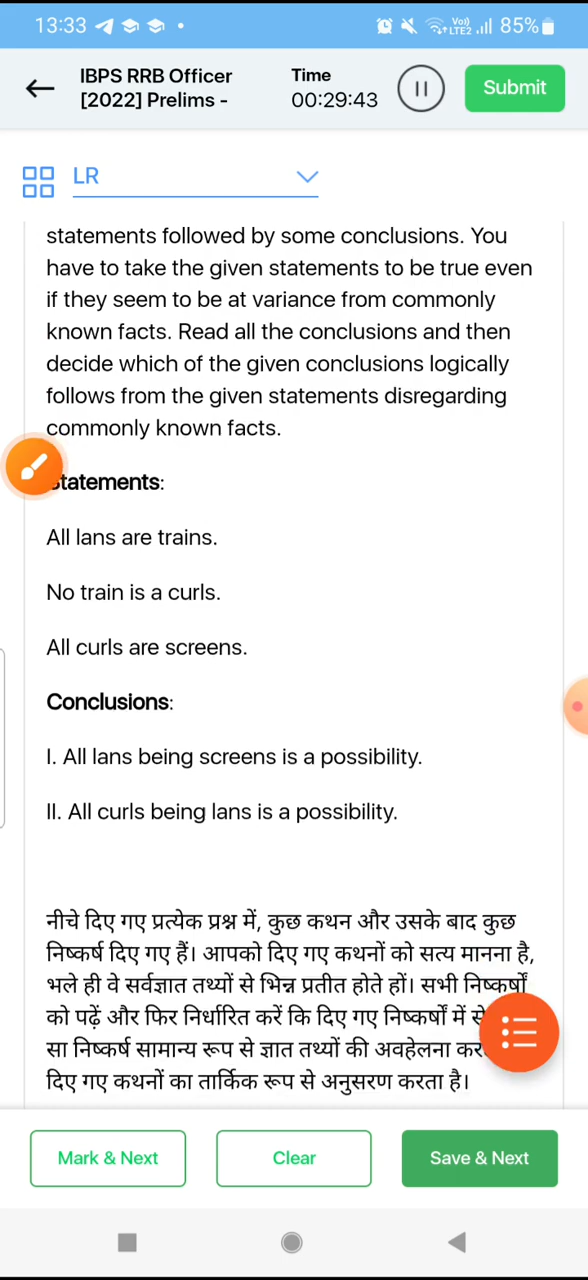 13:33
Vo)) LTE2 85%
IBPS RRB Officer
[2022] Prelims -
Time
00:29:43
Submit
LR
statements followed by some conclusions. You
have to take the given statements to be true even
if they seem to be at variance from commonly
known facts. Read all the conclusions and then
decide which of the given conclusions logically
follows from the given statements disregarding
commonly known facts.
tatements:
All lans are trains.
No train is a curls.
All curls are screens.
Conclusions:
I. All lans being screens is a possibility.
II. All curls being lans is a possibility.
नीचे दिए गए प्रत्येक प्रश्न में, कुछ कथन और उसके बाद कुछ
निष्कर्ष दिए गए हैं। आपको दिए गए कथनों को सत्य मानना है,
भले ही वे सर्वज्ञात तथ्यों से भिन्न प्रतीत होते हों। सभी निष्कर्षों
को पढ़ें और फिर निर्धारित करें कि दिए गए निष्कर्षों में से
सा निष्कर्ष सामान्य रूप से ज्ञात तथ्यों की अवहेलना कर
दिए गए कथनों का तार्किक रूप से अनुसरण करता है।
Mark & Next
Clear
Save & Next